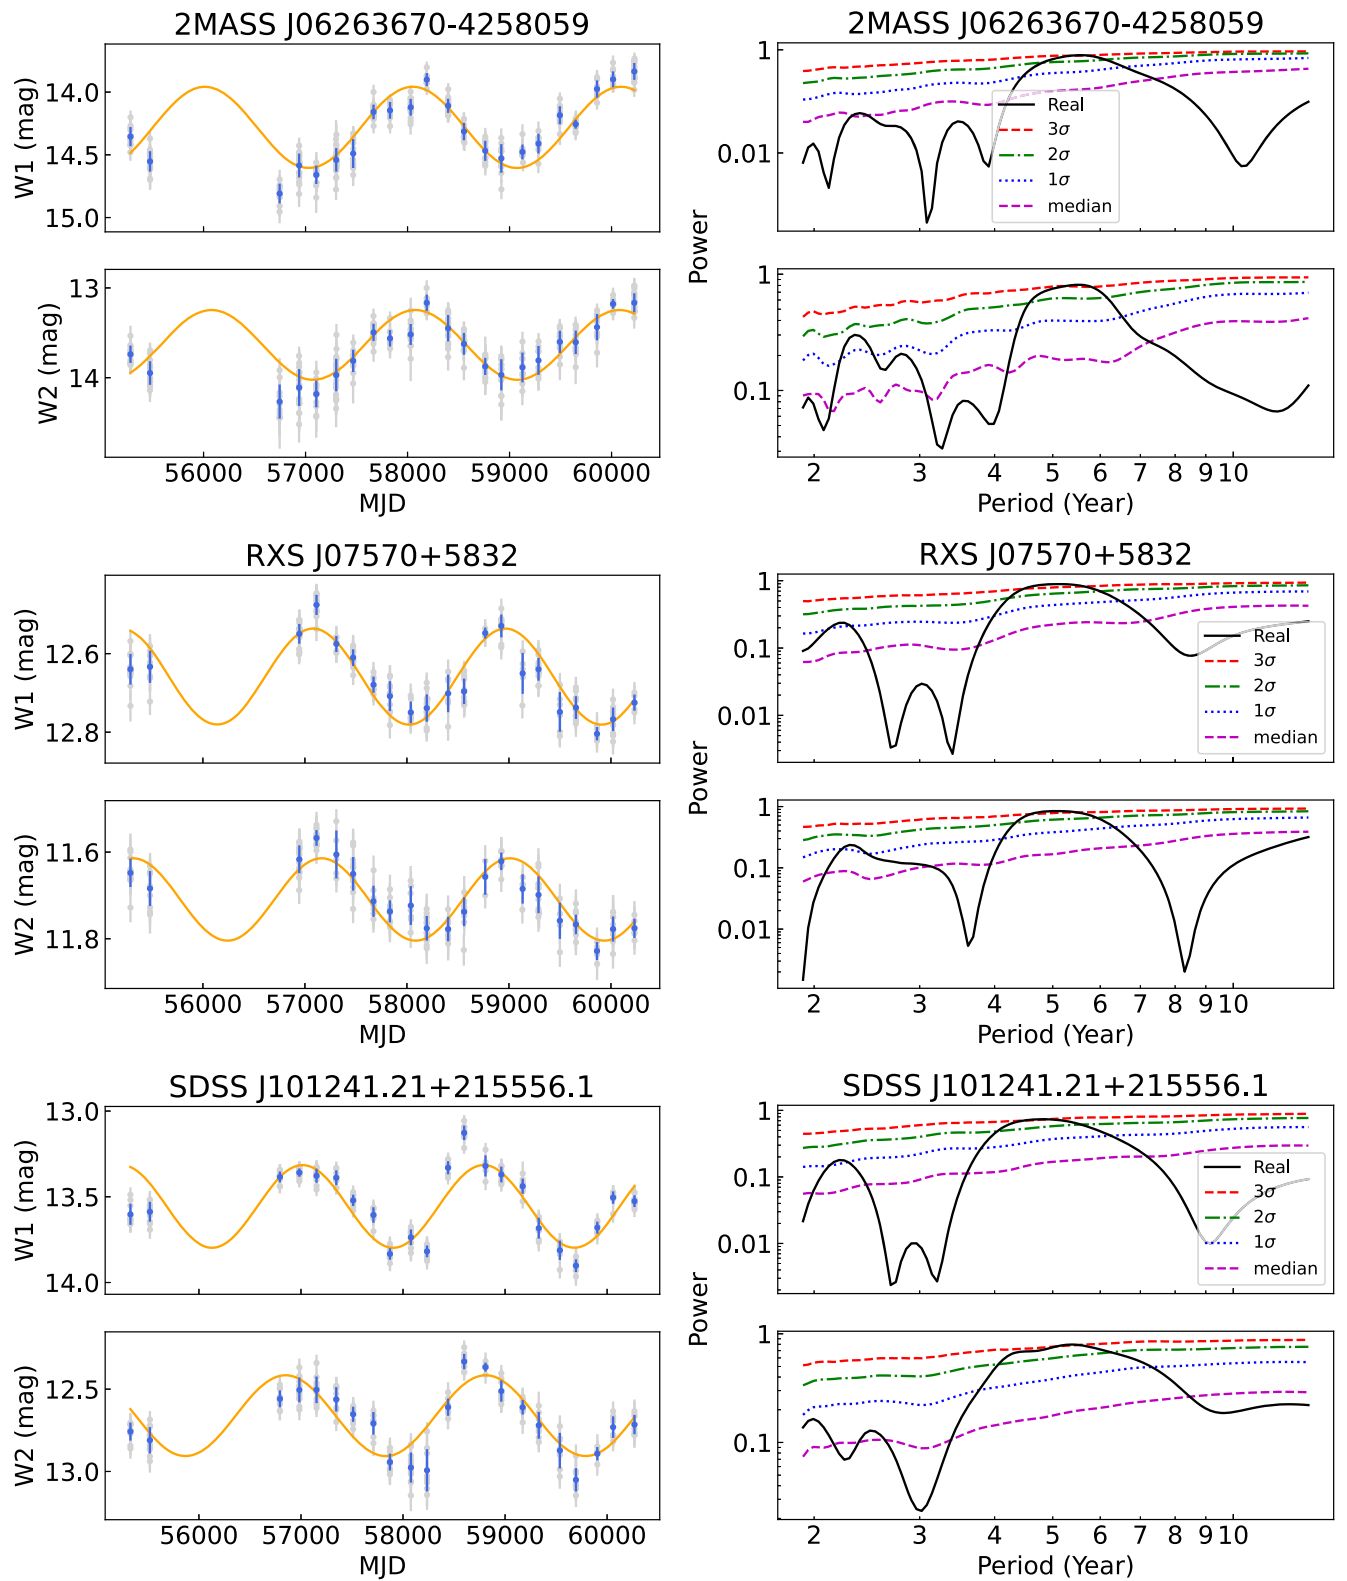 2MASS J06263670-4258059
2MASS J06263670-4258059
W1 (mag)
14.0
14.5
15.0
Power
1
0.01
Real
3σ
2σ
1σ
median
W2 (mag)
13
14
56000 57000 58000 59000 60000
MJD
1
0.1
2 3 4 5 6 7 8 9 10
Period (Year)
RXS J07570+5832
RXS J07570+5832
W1 (mag)
12.6
12.8
Power
1
0.1
0.01
Real
3σ
2σ
1σ
median
W2 (mag)
11.6
11.8
56000 57000 58000 59000 60000
MJD
1
0.1
0.01
2 3 4 5 6 7 8 9 10
Period (Year)
SDSS J101241.21+215556.1
SDSS J101241.21+215556.1
W1 (mag)
13.0
13.5
14.0
Power
1
0.1
0.01
Real
3σ
2σ
1σ
median
W2 (mag)
12.5
13.0
56000 57000 58000 59000 60000
MJD
1
0.1
2 3 4 5 6 7 8 9 10
Period (Year)